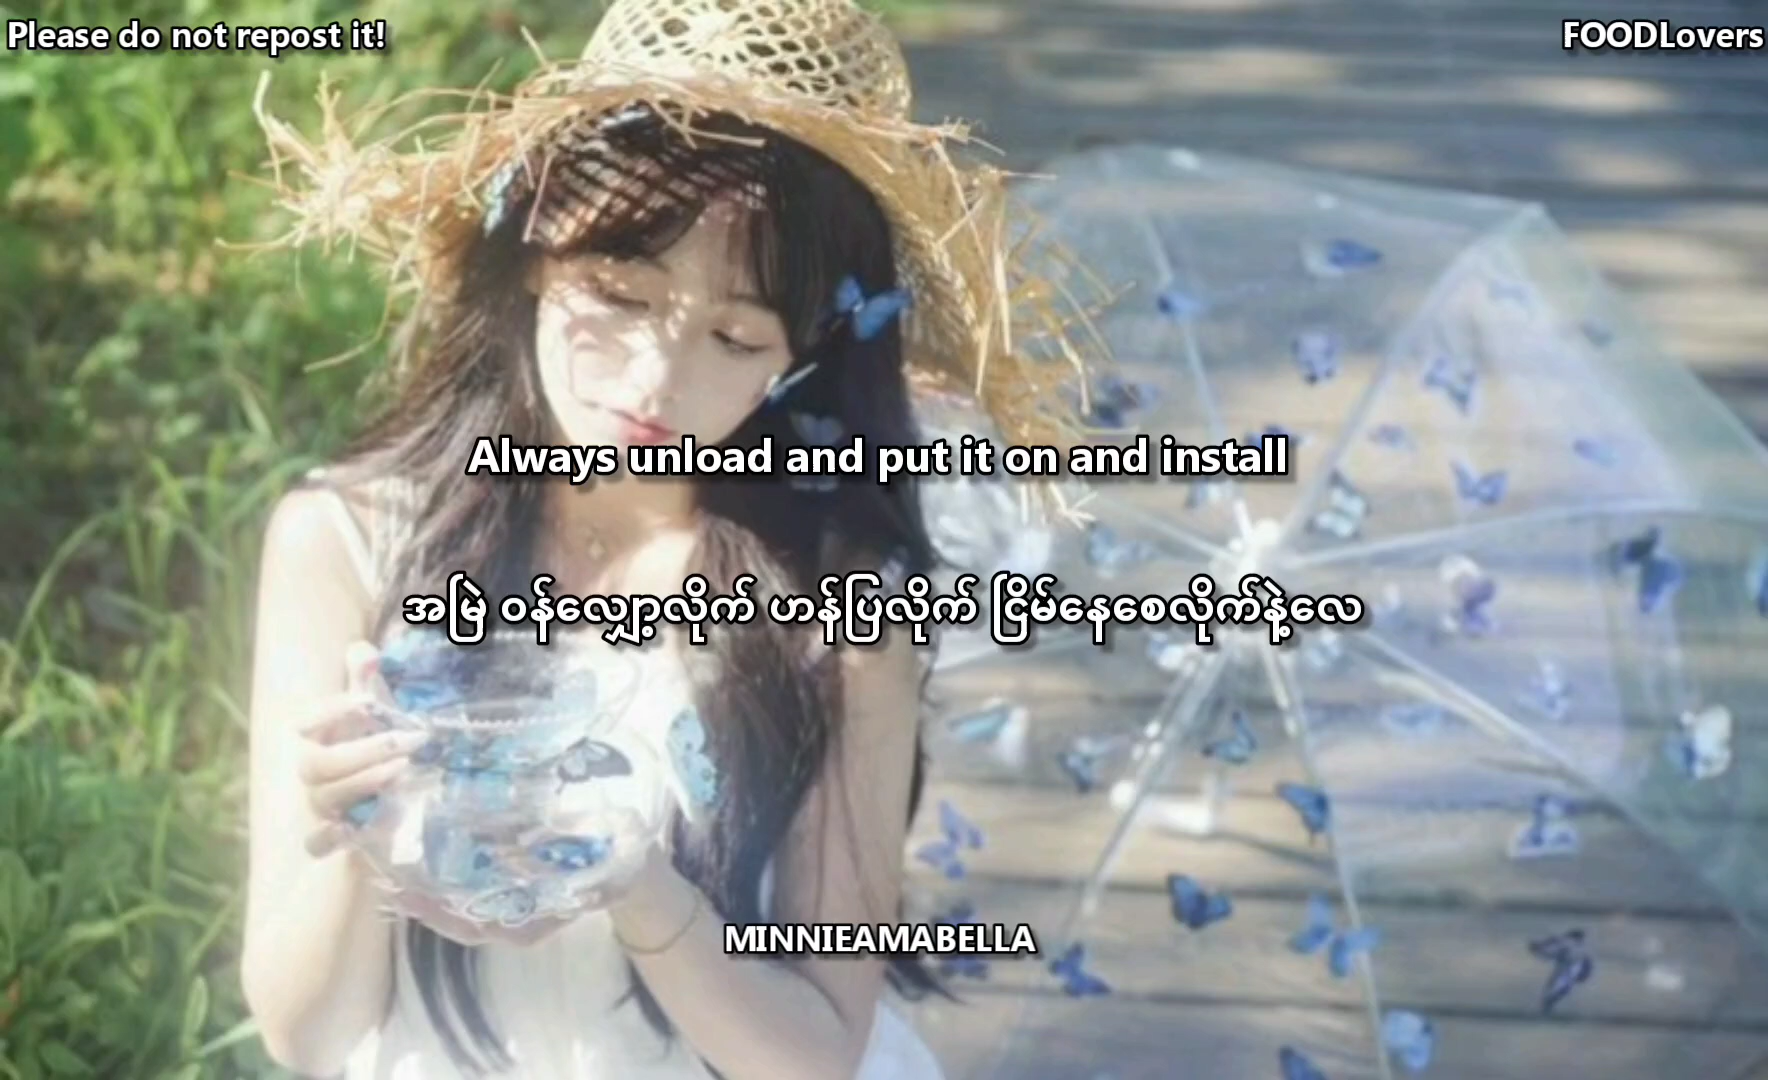 Please do not repost it!
FOODLovers
Always unload and put it on and install
အမြဲ ဝန်လျှော့လိုက် ဟန်ပြလိုက် ငြိမ်နေစေလိုက်နဲ့လေ
MINNIEAMABELLA